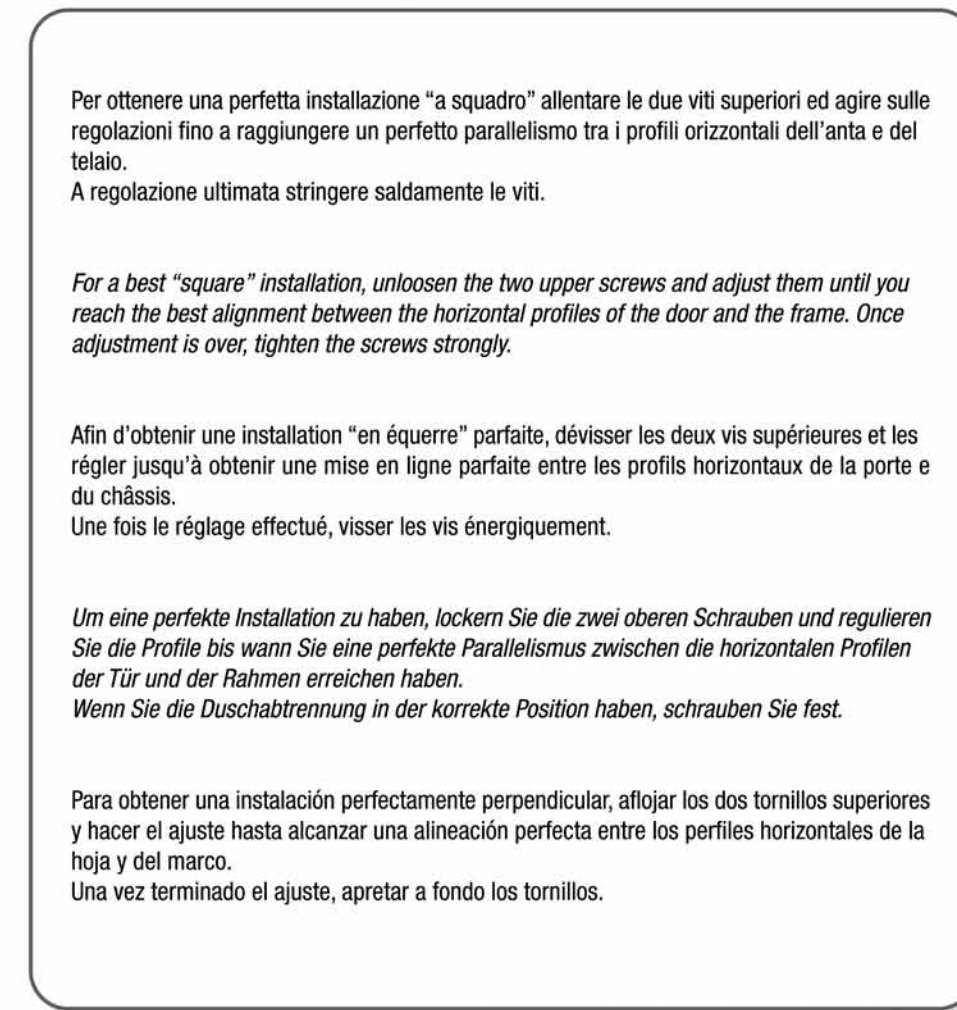 Per ottenere una perfetta installazione “a squadro” allentare le due viti superiori ed agire sulle
regolazioni fino a raggiungere un perfetto parallelismo tra i profili orizzontali dell’anta e del
telaio.
A regolazione ultimata stringere saldamente le viti.
For a best “square” installation, unloosen the two upper screws and adjust them until you
reach the best alignment between the horizontal profiles of the door and the frame. Once
adjustment is over, tighten the screws strongly.
Afin d’obtenir une installation “en équerre” parfaite, dévisser les deux vis supérieures et les
régler jusqu’à obtenir une mise en ligne parfaite entre les profils horizontaux de la porte e
du châssis.
Une fois le réglage effectué, visser les vis énergiquement.
Um eine perfekte Installation zu haben, lockern Sie die zwei oberen Schrauben und regulieren
Sie die Profile bis wann Sie eine perfekte Parallelismus zwischen die horizontalen Profilen
der Tür und der Rahmen erreichen haben.
Wenn Sie die Duschabtrennung in der korrekte Position haben, schrauben Sie fest.
Para obtener una instalación perfectamente perpendicular, aflojar los dos tornillos superiores
y hacer el ajuste hasta alcanzar una alineación perfecta entre los perfiles horizontales de la
hoja y del marco.
Una vez terminado el ajuste, apretar a fondo los tornillos.